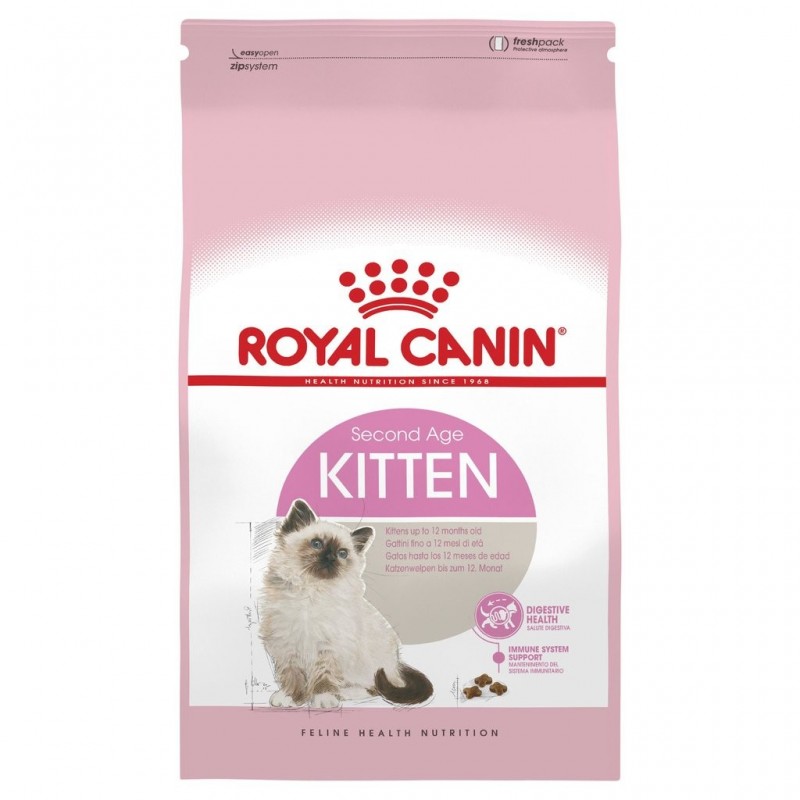 easyopen
zipsystem
freshpack
Protective atmosphere
ROYAL CANIN®
HEALTH NUTRITION SINCE 1968
Second Age
KITTEN
Kittens up to 12 months old
Gattini fino a 12 mesi di età
Gatos hasta los 12 meses de edad
Katzenwelpen bis zum 12. Monat
DIGESTIVE
HEALTH
SALUTE DIGESTIVA
IMMUNE SYSTEM
SUPPORT
MANTENIMIENTO DEL
SISTEMA INMUNITARIO
FELINE HEALTH NUTRITION